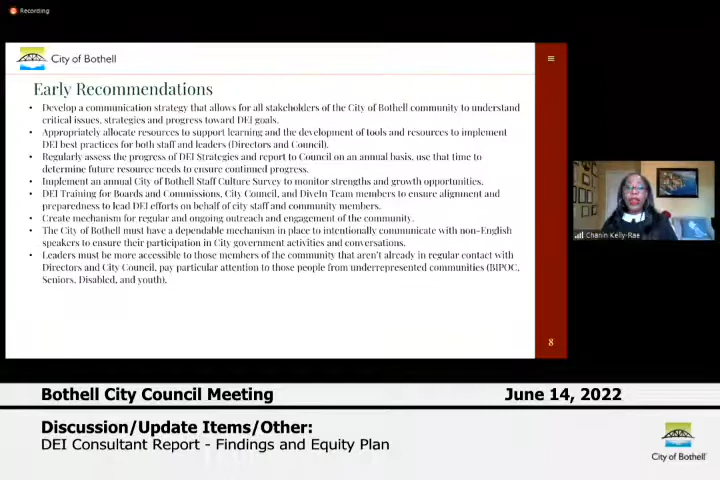 Recording
City of Bothell
Early Recommendations
• Develop a communication strategy that allows for all stakeholders of the City of Bothell community to understand
critical issues, strategies and progress toward DEI goals.
• Appropriately allocate resources to support learning and the development of tools and resources to implement
DEI best practices for both staff and leaders (Directors and Council).
• Regularly assess the progress of DEI Strategies and report to Council on an annual basis, use that time to
determine future resource needs to ensure continued progress.
• Implement an annual City of Bothell Staff Culture Survey to monitor strengths and growth opportunities.
• DEI Training for Boards and Commissions, City Council, and DiveIn Team members to ensure alignment and
preparedness to lead DEI efforts on behalf of city staff and community members.
• Create mechanism for regular and ongoing outreach and engagement of the community.
• The City of Bothell must have a dependable mechanism in place to intentionally communicate with non-English
speakers to ensure their participation in City government activities and conversations.
• Leaders must be more accessible to those members of the community that aren't already in regular contact with
Directors and City Council, pay particular attention to those people from underrepresented communities (BIPOC,
Seniors, Disabled, and youth).
8
Chanin Kelly-Rae
Bothell City Council Meeting June 14, 2022
Discussion/Update Items/Other:
DEI Consultant Report - Findings and Equity Plan
City of Bothell